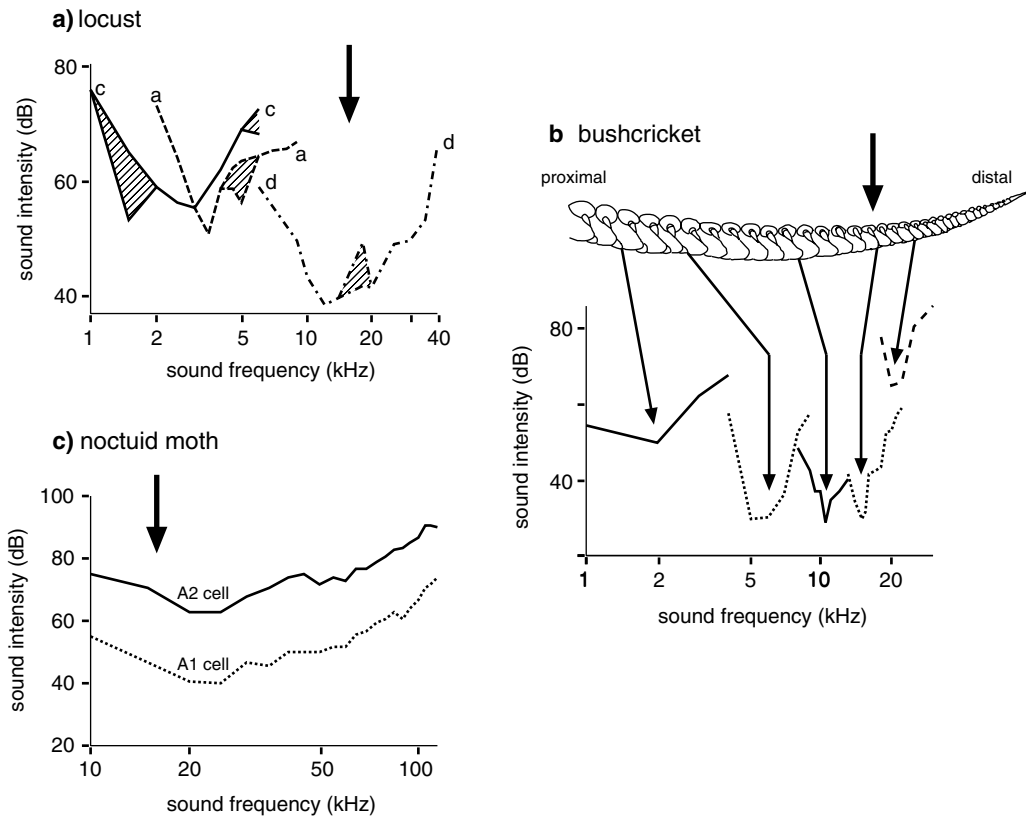 a) locust
80
60
40
sound intensity (dB)
c
a
c
a
d
d
1
2
5
10
20
40
sound frequency (kHz)
b bushcricket
proximal
distal
80
40
sound intensity (dB)
1
2
5
10
20
sound frequency (kHz)
c) noctuid moth
100
80
60
40
20
sound intensity (dB)
A2 cell
A1 cell
10
20
50
100
sound frequency (kHz)